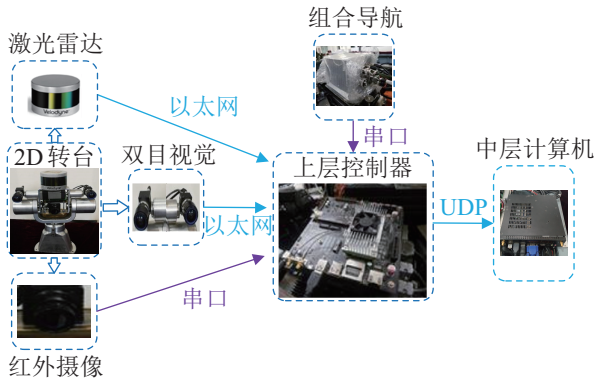 组合导航
激光雷达
Velodyne
以太网
串口
2D 转台
双目视觉
上层控制器
中层计算机
以太网
UDP
串口
红外摄像